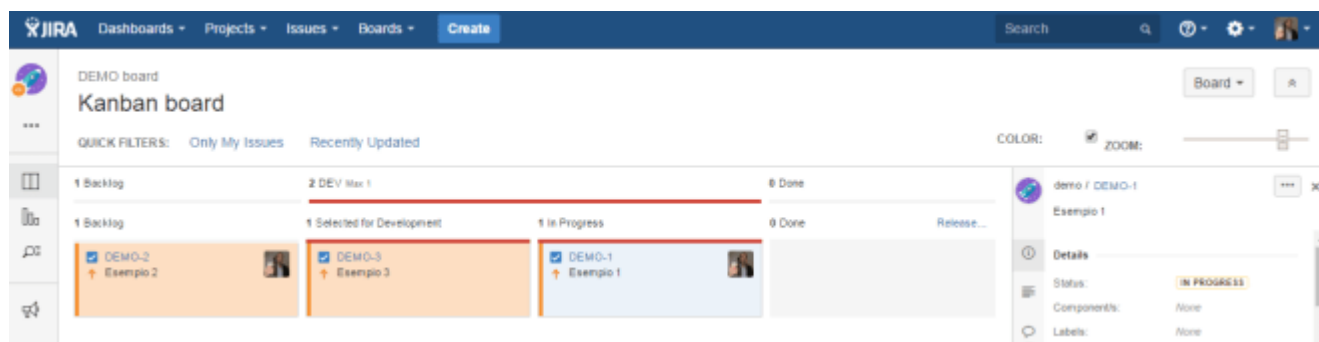 JIRA Dashboards Projects Issues Boards Create Search
DEMO board
Kanban board
Board
QUICK FILTERS: Only My Issues Recently Updated
COLOR: ZOOM:
1 Backlog 2 DEV Max 1 0 Done
1 Backlog 1 Selected for Development 1 In Progress 0 Done Release...
DEMO-2 DEMO-3 DEMO-1
Esempio 2 Esempio 3 Esempio 1
demo / DEMO-1
Esempio 1
Details
Status: IN PROGRESS
Component/s: None
Labels: None